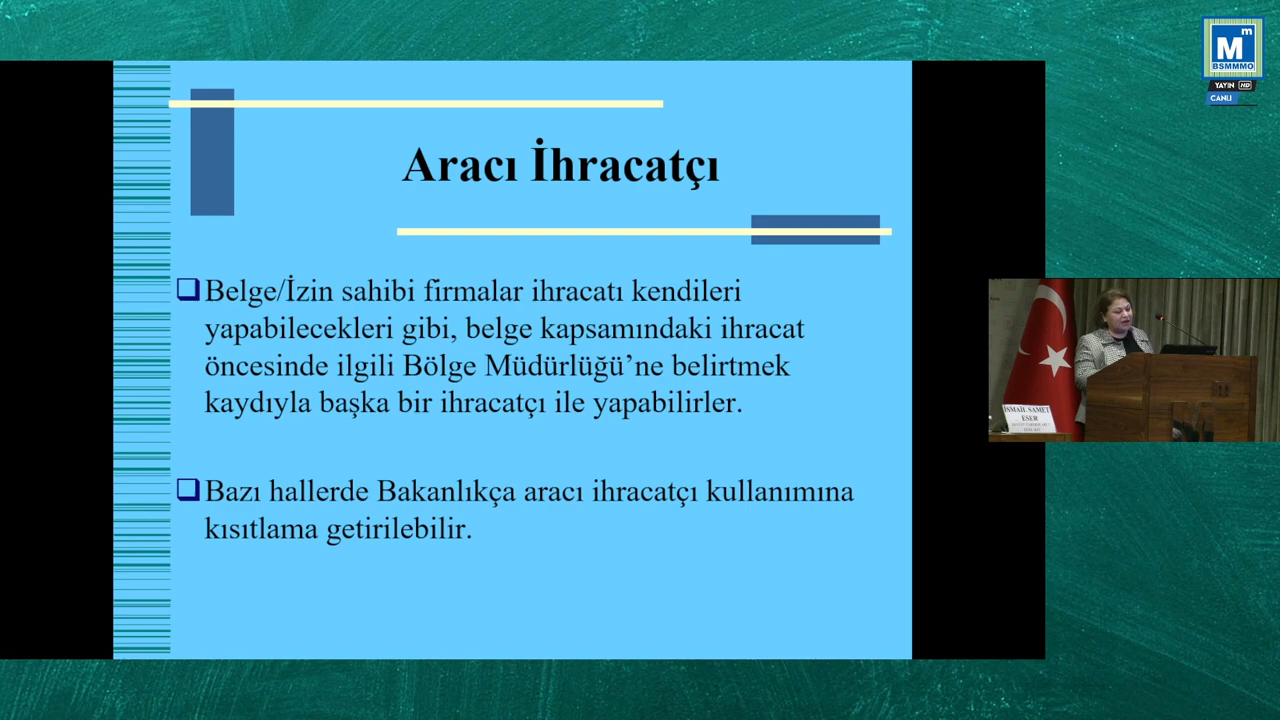 M m
BSMMMO
YAYIN HD
CANLI
Aracı İhracatçı
Belge/İzin sahibi firmalar ihracatı kendileri
yapabilecekleri gibi, belge kapsamındaki ihracat
öncesinde ilgili Bölge Müdürlüğü’ne belirtmek
kaydıyla başka bir ihracatçı ile yapabilirler.
Bazı hallerde Bakanlıkça aracı ihracatçı kullanımına
kısıtlama getirilebilir.
İSMAİL SAMET
ESER